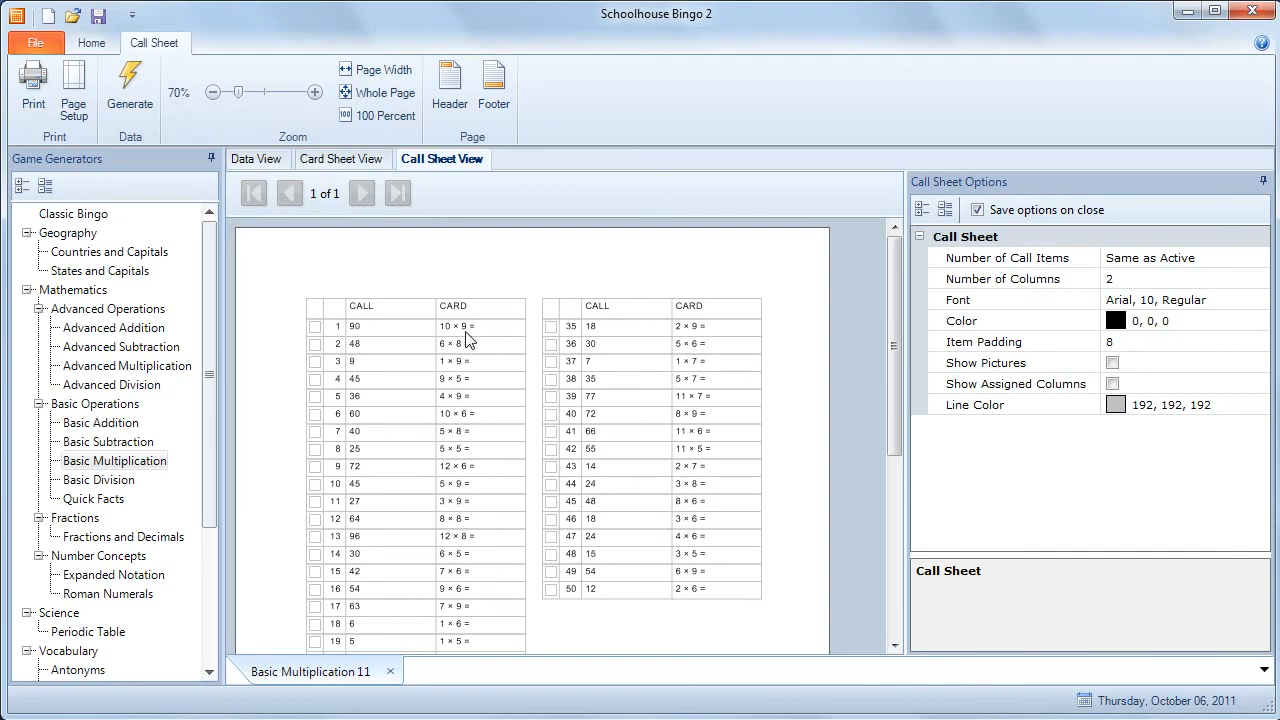 Schoolhouse Bingo 2
File Home Call Sheet
Print Page Setup Generate 70% Page Width Whole Page 100 Percent Header Footer
Print Data Zoom Page
Game Generators
Classic Bingo
Geography
Countries and Capitals
States and Capitals
Mathematics
Advanced Operations
Advanced Addition
Advanced Subtraction
Advanced Multiplication
Advanced Division
Basic Operations
Basic Addition
Basic Subtraction
Basic Multiplication
Basic Division
Quick Facts
Fractions
Fractions and Decimals
Number Concepts
Expanded Notation
Roman Numerals
Science
Periodic Table
Vocabulary
Antonyms
Data View Card Sheet View Call Sheet View
1 of 1
CALL CARD
1 90 10 × 9 =
2 48 6 × 8
3 9 1 × 9 =
4 45 9 × 5 =
5 36 4 × 9 =
6 60 10 × 6 =
7 40 5 × 8 =
8 25 5 × 5 =
9 72 12 × 6 =
10 45 5 × 9 =
11 27 3 × 9 =
12 64 8 × 8 =
13 96 12 × 8 =
14 30 6 × 5 =
15 42 7 × 6 =
16 54 9 × 6 =
17 63 7 × 9 =
18 6 1 × 6 =
19 5 1 × 5 =
CALL CARD
35 18 2 × 9 =
36 30 5 × 6 =
37 7 1 × 7 =
38 35 5 × 7 =
39 77 11 × 7 =
40 72 8 × 9 =
41 66 11 × 6 =
42 55 11 × 5 =
43 14 2 × 7 =
44 24 3 × 8 =
45 48 8 × 6 =
46 18 3 × 6 =
47 24 4 × 6 =
48 15 3 × 5 =
49 54 6 × 9 =
50 12 2 × 6 =
Basic Multiplication 11
Call Sheet Options
Save options on close
Call Sheet
Number of Call Items Same as Active
Number of Columns 2
Font Arial, 10, Regular
Color 0, 0, 0
Item Padding 8
Show Pictures
Show Assigned Columns
Line Color 192, 192, 192
Call Sheet
Thursday, October 06, 2011